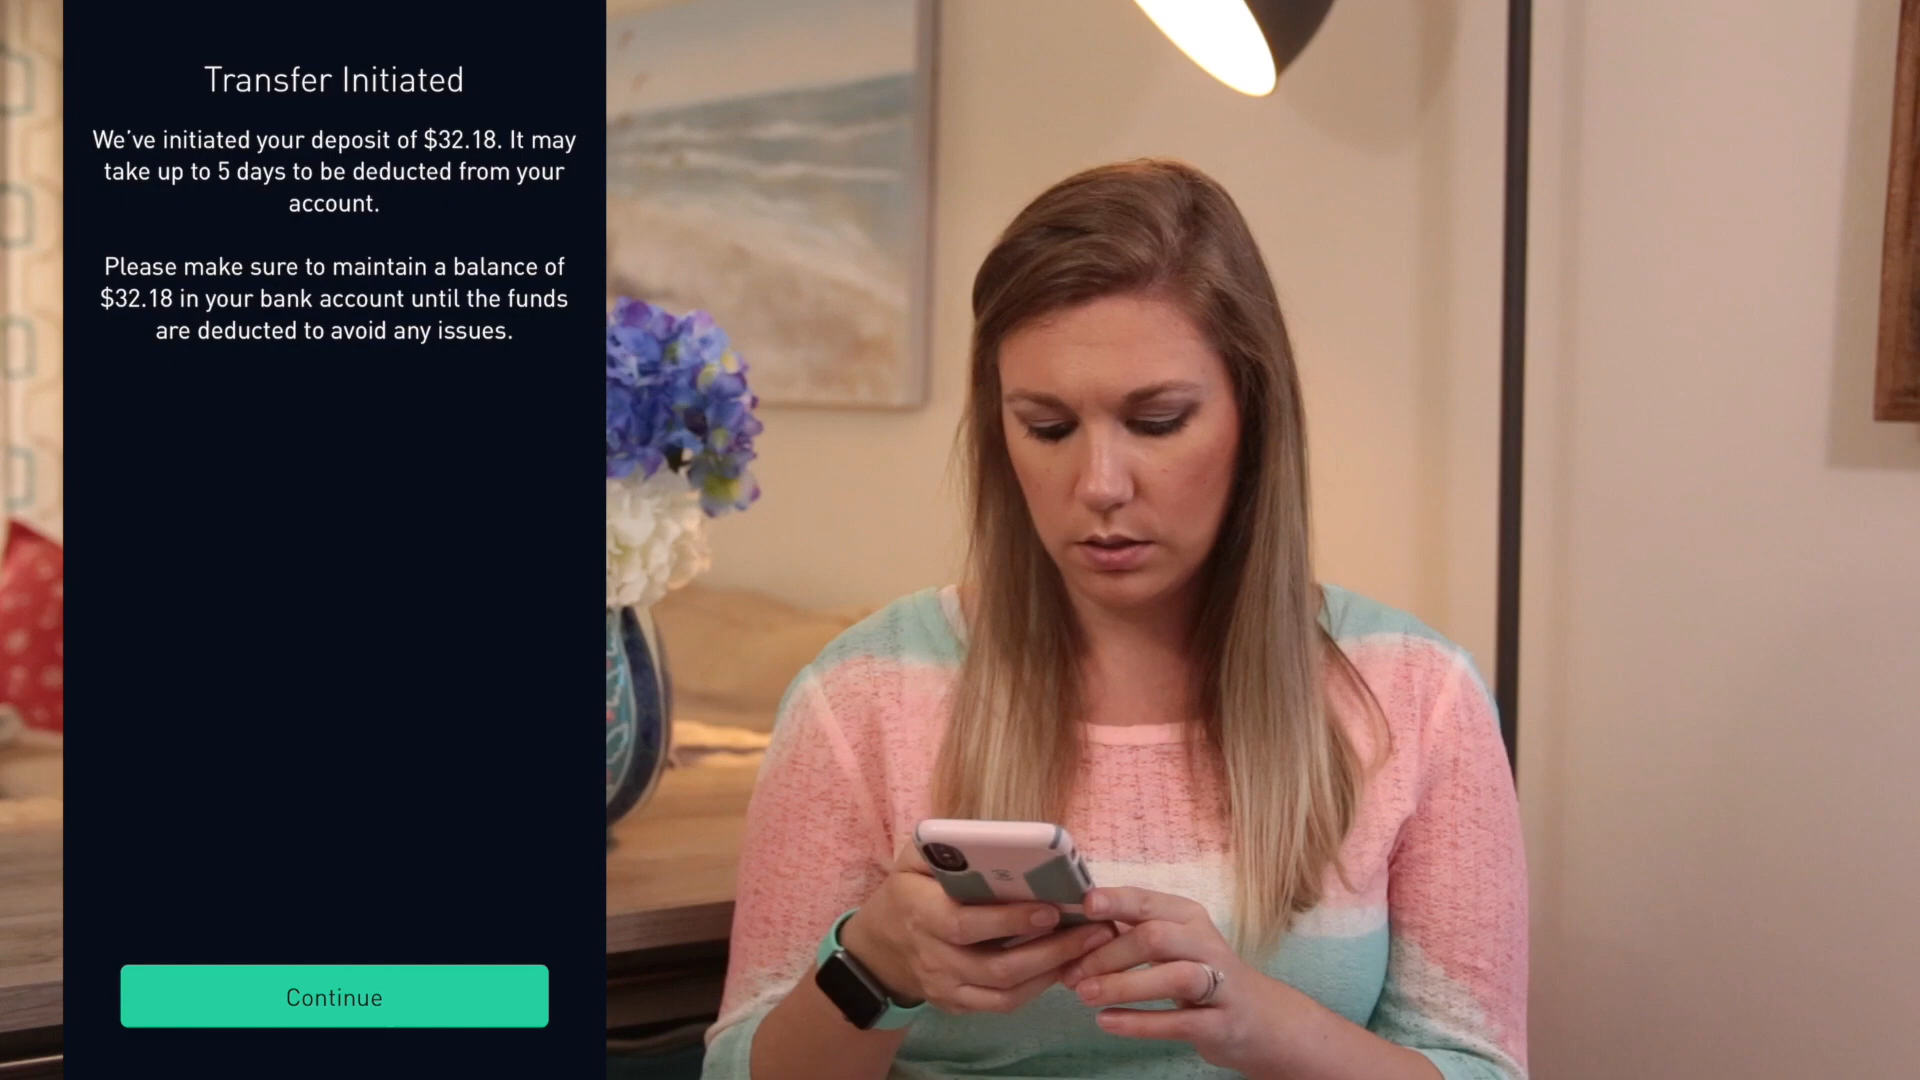 Transfer Initiated
We've initiated your deposit of $32.18. It may
take up to 5 days to be deducted from your
account.
Please make sure to maintain a balance of
$32.18 in your bank account until the funds
are deducted to avoid any issues.
Continue